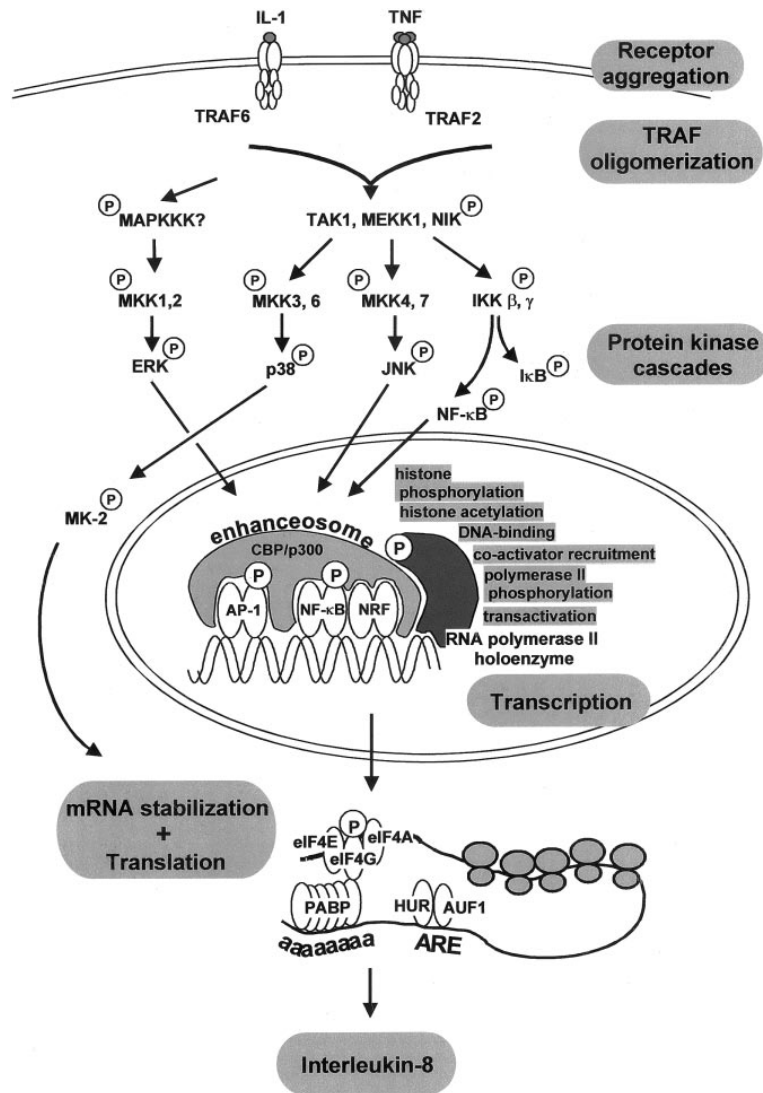 IL-1
TNF
Receptor
aggregation
TRAF6
TRAF2
TRAF
oligomerization
P
MAPKKK?
TAK1, MEKK1, NIK
P
P
MKK1,2
P
MKK3, 6
P
MKK4, 7
IKK β, γ
P
ERK
P
p38
P
JNK
P
IκB
P
Protein kinase
cascades
NF-κB
P
MK-2
P
histone
phosphorylation
histone acetylation
DNA-binding
co-activator recruitment
polymerase II
phosphorylation
transactivation
RNA polymerase II
holoenzyme
enhanceosome
CBP/p300
P
P
P
AP-1
NF-κB
NRF
Transcription
mRNA stabilization
+
Translation
eIF4E
P
eIF4A
eIF4G
PABP
HUR
AUF1
aaaaaaaa
ARE
Interleukin-8